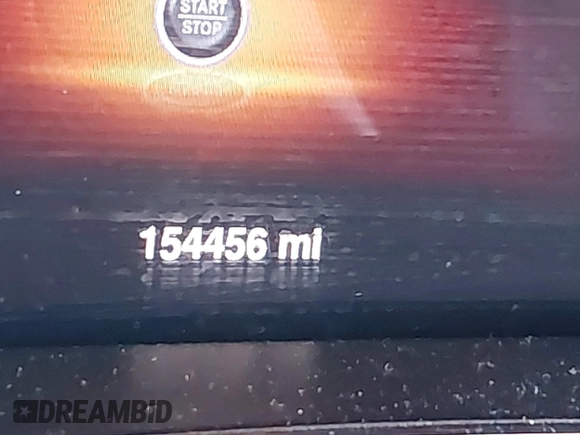 START
STOP
154456 mi
DREAMBiD